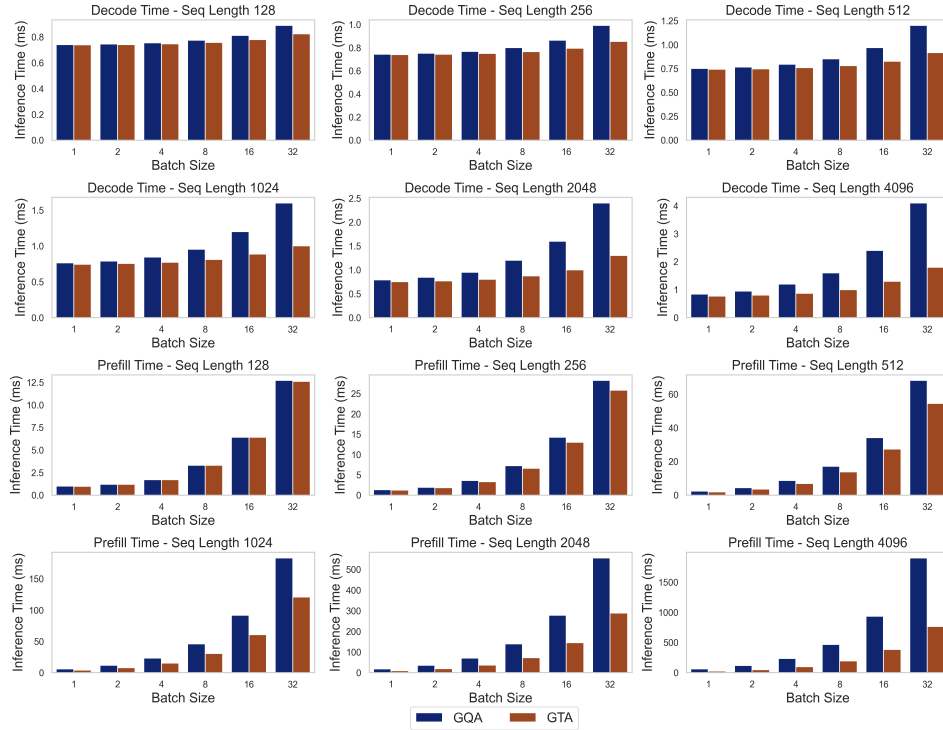 Decode Time - Seq Length 128
Inference Time (ms)
0.8
0.6
0.4
0.2
0.0
1 2 4 8 16 32
Batch Size
Decode Time - Seq Length 256
Inference Time (ms)
1.0
0.8
0.6
0.4
0.2
0.0
1 2 4 8 16 32
Batch Size
Decode Time - Seq Length 512
Inference Time (ms)
1.25
1.00
0.75
0.50
0.25
0.00
1 2 4 8 16 32
Batch Size
Decode Time - Seq Length 1024
Inference Time (ms)
1.5
1.0
0.5
0.0
1 2 4 8 16 32
Batch Size
Decode Time - Seq Length 2048
Inference Time (ms)
2.5
2.0
1.5
1.0
0.5
0.0
1 2 4 8 16 32
Batch Size
Decode Time - Seq Length 4096
Inference Time (ms)
4
3
2
1
0
1 2 4 8 16 32
Batch Size
Prefill Time - Seq Length 128
Inference Time (ms)
12.5
10.0
7.5
5.0
2.5
0.0
1 2 4 8 16 32
Batch Size
Prefill Time - Seq Length 256
Inference Time (ms)
25
20
15
10
5
0
1 2 4 8 16 32
Batch Size
Prefill Time - Seq Length 512
Inference Time (ms)
60
40
20
0
1 2 4 8 16 32
Batch Size
Prefill Time - Seq Length 1024
Inference Time (ms)
150
100
50
0
1 2 4 8 16 32
Batch Size
Prefill Time - Seq Length 2048
Inference Time (ms)
500
400
300
200
100
0
1 2 4 8 16 32
Batch Size
Prefill Time - Seq Length 4096
Inference Time (ms)
1500
1000
500
0
1 2 4 8 16 32
Batch Size
GQA GTA